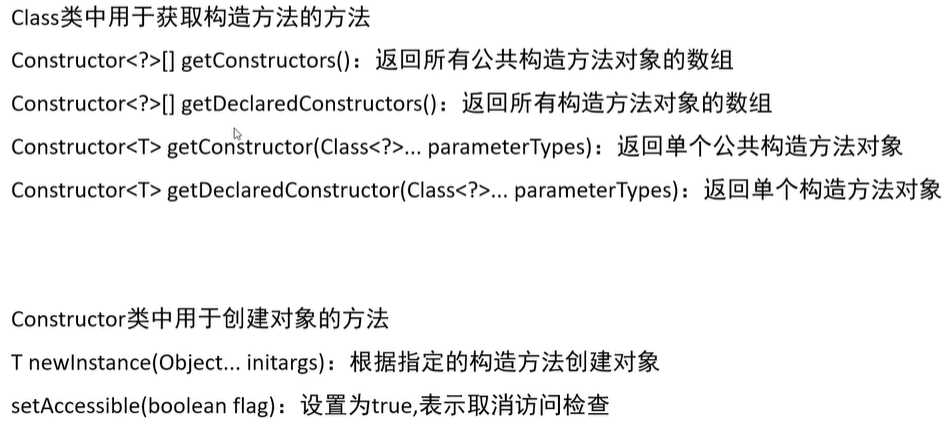 Class类中用于获取构造方法的方法
Constructor<?>[] getConstructors()：返回所有公共构造方法对象的数组
Constructor<?>[] getDeclaredConstructors()：返回所有构造方法对象的数组
Constructor<T> getConstructor(Class<?>... parameterTypes)：返回单个公共构造方法对象
Constructor<T> getDeclaredConstructor(Class<?>... parameterTypes)：返回单个构造方法对象
Constructor类中用于创建对象的方法
T newInstance(Object... initargs)：根据指定的构造方法创建对象
setAccessible(boolean flag)：设置为true,表示取消访问检查